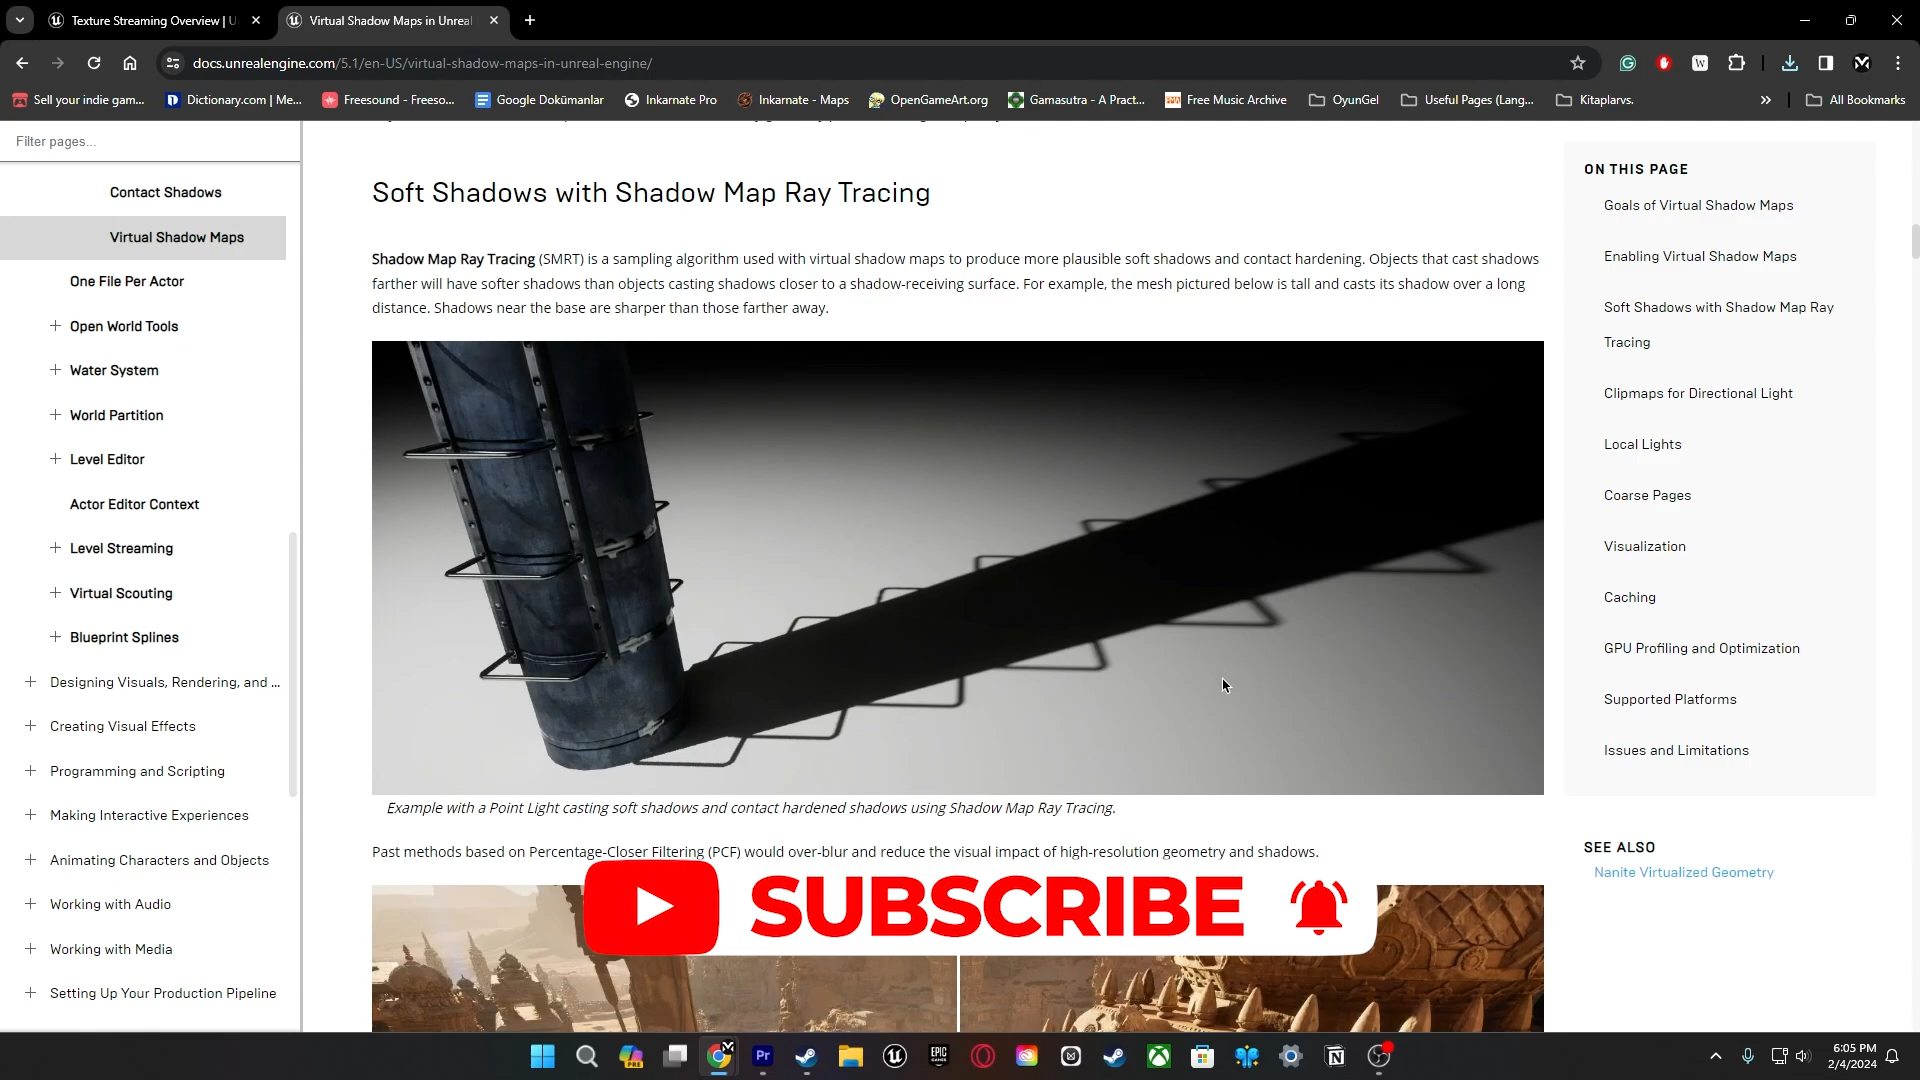 Texture Streaming Overview | U
Virtual Shadow Maps in Unreal
docs.unrealengine.com/5.1/en-US/virtual-shadow-maps-in-unreal-engine/
Sell your indie gam...
Dictionary.com | Me...
Freesound - Freeso...
Google Dokümanlar
Inkarnate Pro
Inkarnate - Maps
OpenGameArt.org
Gamasutra - A Pract...
Free Music Archive
OyunGel
Useful Pages (Lang...
Kitaplarvs.
All Bookmarks
Filter pages...
Contact Shadows
Virtual Shadow Maps
One File Per Actor
Open World Tools
Water System
World Partition
Level Editor
Actor Editor Context
Level Streaming
Virtual Scouting
Blueprint Splines
Designing Visuals, Rendering, and ...
Creating Visual Effects
Programming and Scripting
Making Interactive Experiences
Animating Characters and Objects
Working with Audio
Working with Media
Setting Up Your Production Pipeline
Soft Shadows with Shadow Map Ray Tracing
Shadow Map Ray Tracing (SMRT) is a sampling algorithm used with virtual shadow maps to produce more plausible soft shadows and contact hardening. Objects that cast shadows
farther will have softer shadows than objects casting shadows closer to a shadow-receiving surface. For example, the mesh pictured below is tall and casts its shadow over a long
distance. Shadows near the base are sharper than those farther away.
Example with a Point Light casting soft shadows and contact hardened shadows using Shadow Map Ray Tracing.
Past methods based on Percentage-Closer Filtering (PCF) would over-blur and reduce the visual impact of high-resolution geometry and shadows.
SUBSCRIBE
ON THIS PAGE
Goals of Virtual Shadow Maps
Enabling Virtual Shadow Maps
Soft Shadows with Shadow Map Ray
Tracing
Clipmaps for Directional Light
Local Lights
Coarse Pages
Visualization
Caching
GPU Profiling and Optimization
Supported Platforms
Issues and Limitations
SEE ALSO
Nanite Virtualized Geometry
6:05 PM
2/4/2024